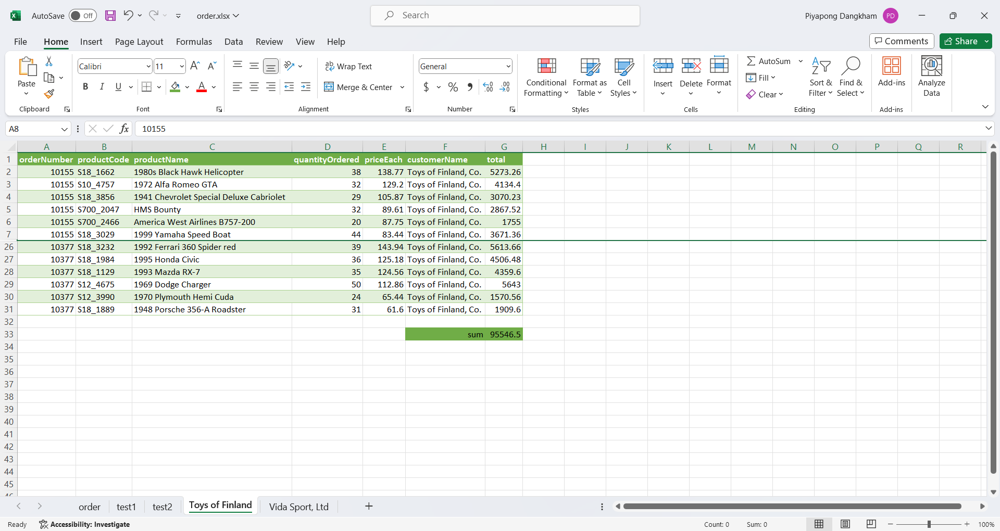 AutoSave Off order.xlsx Search Piyapong Dangkham PD
File Home Insert Page Layout Formulas Data Review View Help Comments Share
Paste
Clipboard
Calibri 11
B I U A
Font
ab Wrap Text
Merge & Center
Alignment
General
$ % ,
Number
Conditional Formatting
Format as Table
Cell Styles
Styles
Insert Delete Format
Cells
AutoSum
Fill
Clear
Sort & Filter
Find & Select
Editing
Add-ins
Add-ins
Analyze Data
A8 fx 10155
A B C D E F G H I J K L M N O P Q R
1 orderNumber productCode productName quantityOrdered priceEach customerName total
2 10155 S18_1662 1980s Black Hawk Helicopter 38 138.77 Toys of Finland, Co. 5273.26
3 10155 S10_4757 1972 Alfa Romeo GTA 32 129.2 Toys of Finland, Co. 4134.4
4 10155 S18_3856 1941 Chevrolet Special Deluxe Cabriolet 29 105.87 Toys of Finland, Co. 3070.23
5 10155 S700_2047 HMS Bounty 32 89.61 Toys of Finland, Co. 2867.52
6 10155 S700_2466 America West Airlines B757-200 20 87.75 Toys of Finland, Co. 1755
7 10155 S18_3029 1999 Yamaha Speed Boat 44 83.44 Toys of Finland, Co. 3671.36
26 10377 S18_3232 1992 Ferrari 360 Spider red 39 143.94 Toys of Finland, Co. 5613.66
27 10377 S18_1984 1995 Honda Civic 36 125.18 Toys of Finland, Co. 4506.48
28 10377 S18_1129 1993 Mazda RX-7 35 124.56 Toys of Finland, Co. 4359.6
29 10377 S12_4675 1969 Dodge Charger 50 112.86 Toys of Finland, Co. 5643
30 10377 S12_3990 1970 Plymouth Hemi Cuda 24 65.44 Toys of Finland, Co. 1570.56
31 10377 S18_1889 1948 Porsche 356-A Roadster 31 61.6 Toys of Finland, Co. 1909.6
32
33 sum 95546.5
34
35
36
37
38
39
40
41
42
43
44
45
order test1 test2 Toys of Finland Vida Sport, Ltd
Ready Accessibility: Investigate Count: 0 Sum: 0 100%